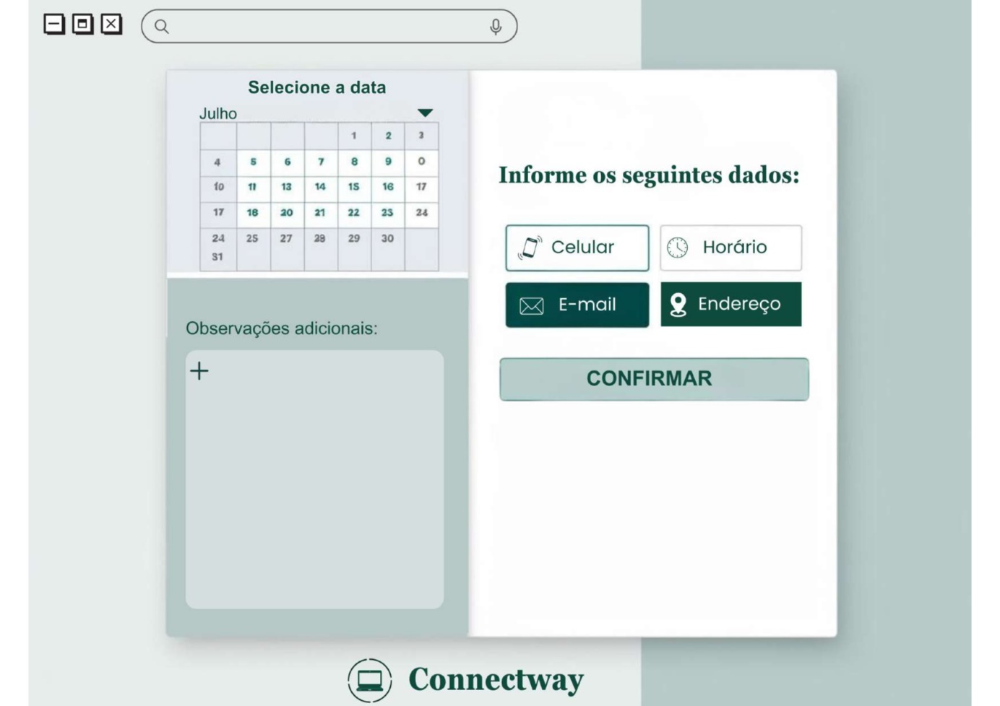 Selecione a data
Julho
1 2 3
4 5 6 7 8 9 0
10 11 13 14 15 16 17
17 18 20 21 22 23 24
24 25 27 28 29 30
31
Observações adicionais:
Informe os seguintes dados:
Celular
Horário
E-mail
Endereço
CONFIRMAR
Connectway